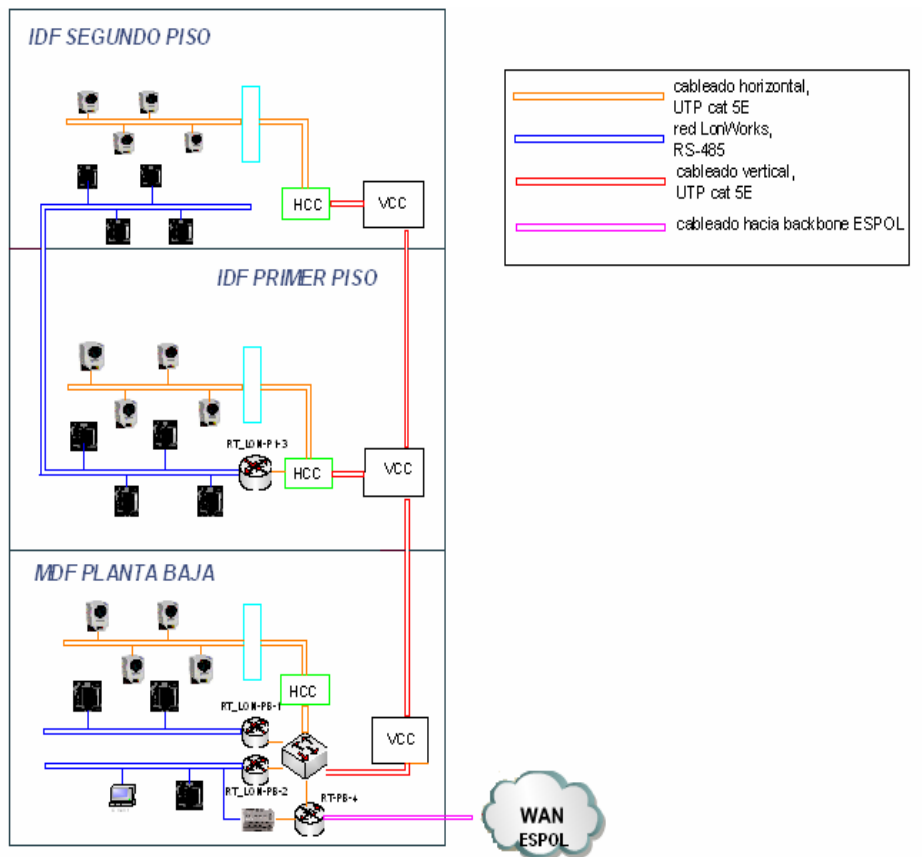 IDF SEGUNDO PISO
HCC
VCC
cableado horizontal,
UTP cat 5E
red LonWorks,
RS-485
cableado vertical,
UTP cat 5E
cableado hacia backbone ESPOL
IDF PRIMER PISO
RT_LON-P1-3
HCC
VCC
MDF PLANTA BAJA
HCC
RT_LON-PB-1
VCC
RT_LON-PB-2
RT-PB-4
WAN
ESPOL